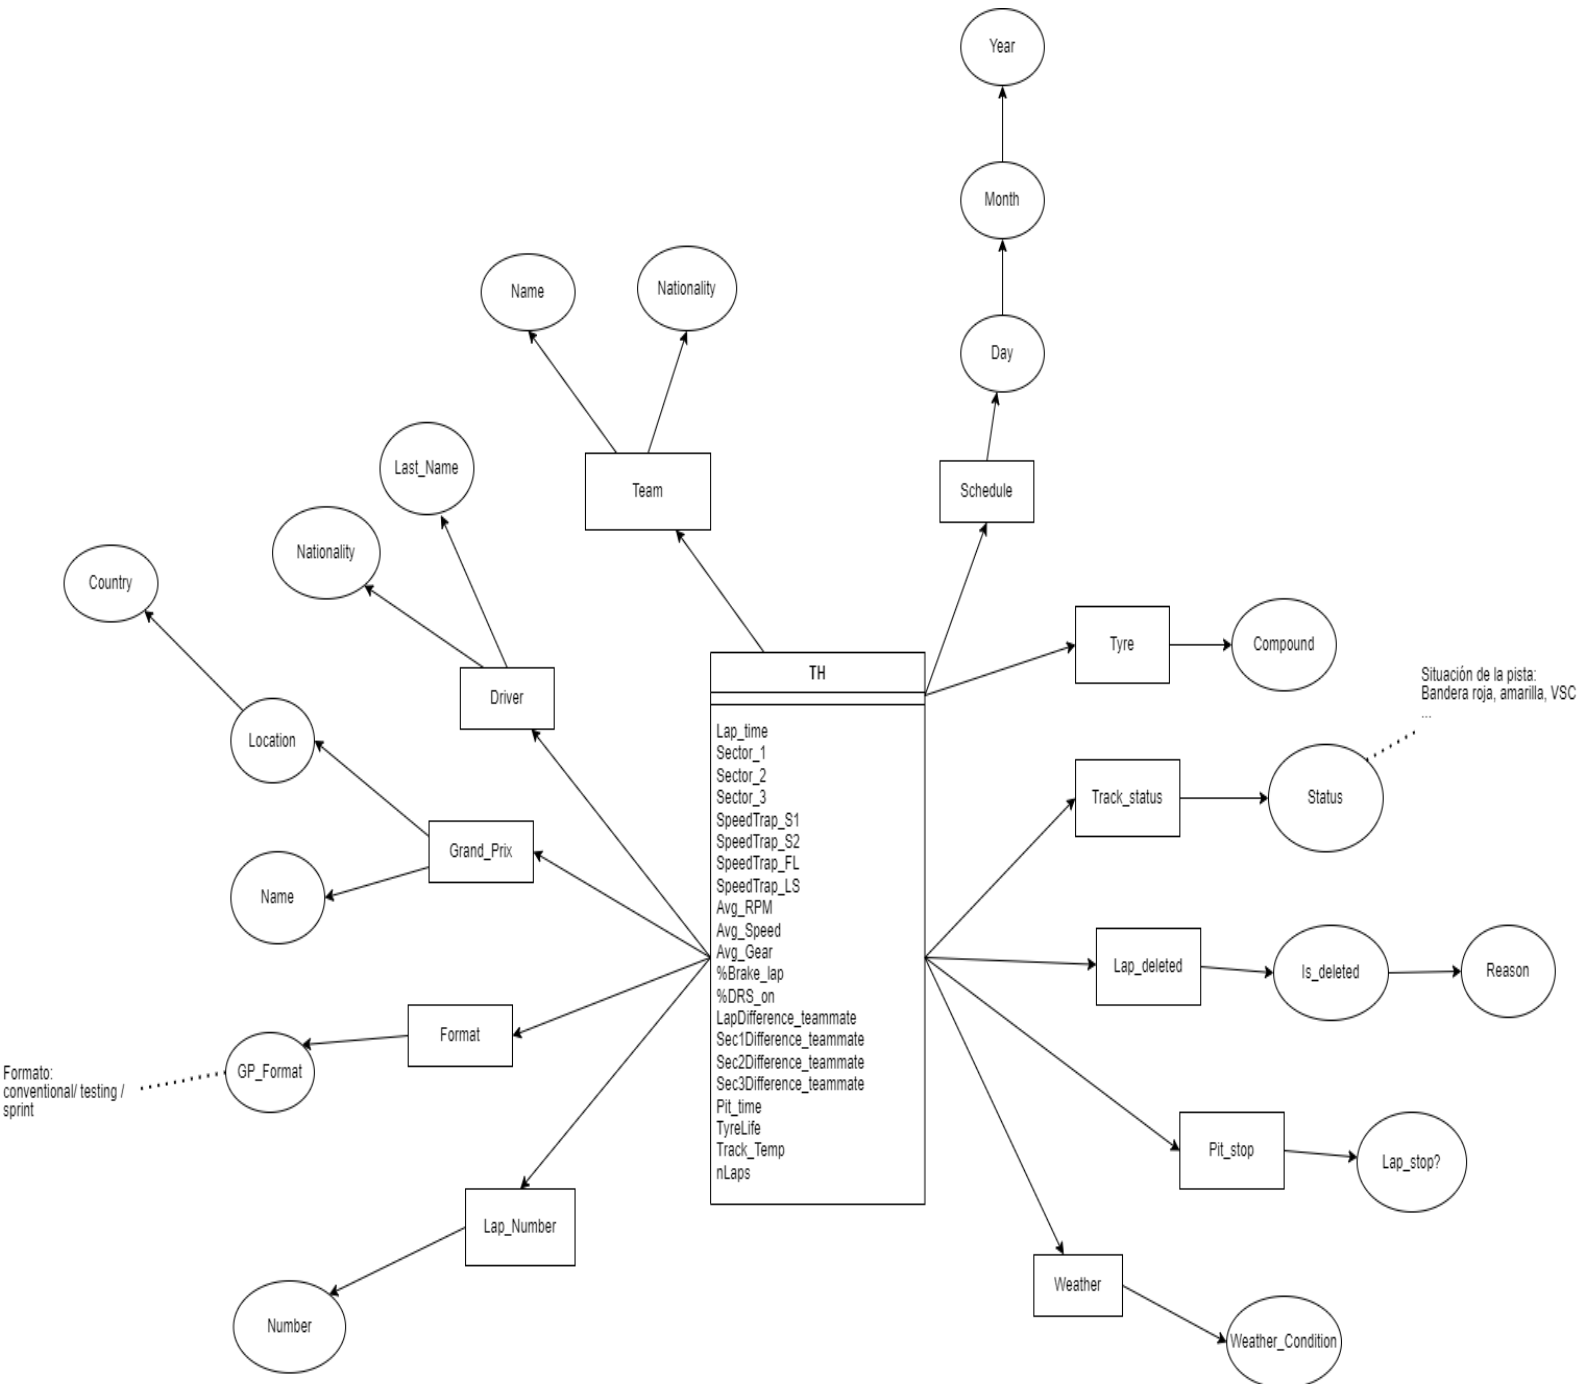 Year
Month
Name
Nationality
Day
Last_Name
Team
Schedule
Nationality
Country
Tyre
Compound
TH
Situación de la pista:
Bandera roja, amarilla, VSC
...
Driver
Location
Lap_time
Sector_1
Sector_2
Sector_3
SpeedTrap_S1
SpeedTrap_S2
SpeedTrap_FL
SpeedTrap_LS
Avg_RPM
Avg_Speed
Avg_Gear
%Brake_lap
%DRS_on
LapDifference_teammate
Sec1Difference_teammate
Sec2Difference_teammate
Sec3Difference_teammate
Pit_time
TyreLife
Track_Temp
nLaps
Track_status
Status
Grand_Prix
Name
Lap_deleted
Is_deleted
Reason
Format
GP_Format
Formato:
conventional/ testing /
sprint
Pit_stop
Lap_stop?
Lap_Number
Number
Weather
Weather_Condition